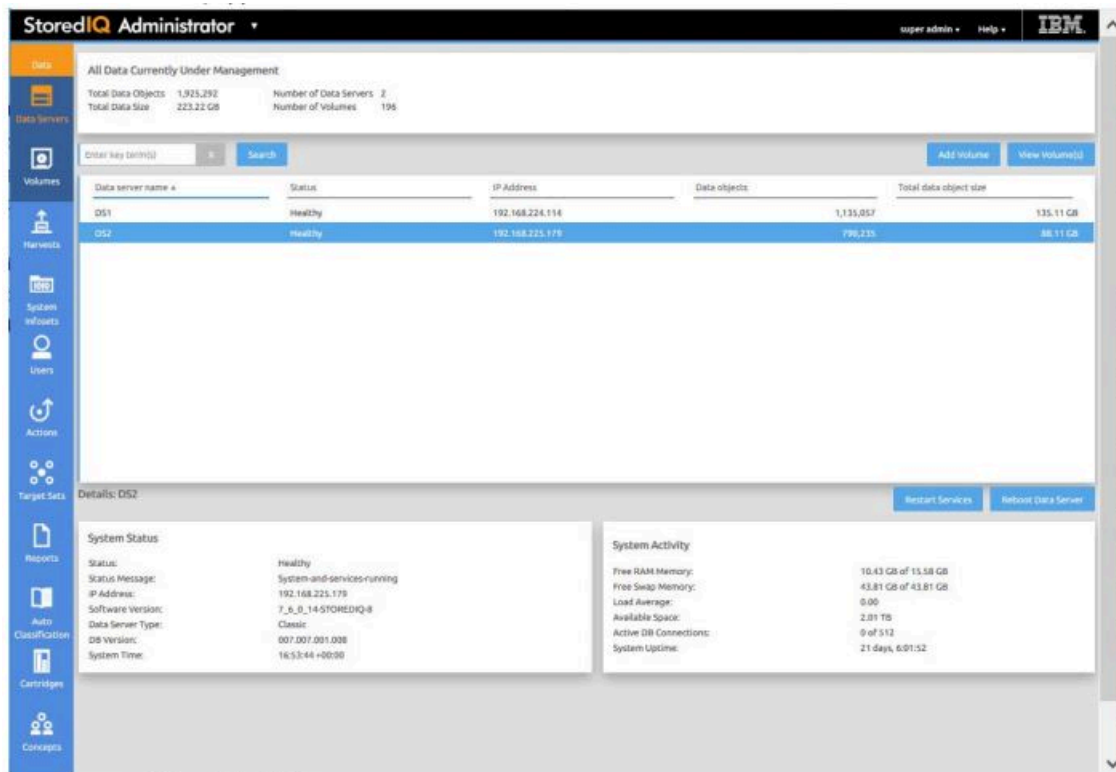 StoredIQ Administrator
super admin
Help
IBM
Data
Data Servers
Volumes
Harvests
System
Infosets
Users
Actions
Target Sets
Reports
Auto
Classification
Cartridges
Concepts
All Data Currently Under Management
Total Data Objects 1,925,292 Number of Data Servers 2
Total Data Size 223.22 GB Number of Volumes 196
Enter key term(s)
Search
Add Volume
View Volume(s)
Data server name Status IP Address Data objects Total data object size
DS1 Healthy 192.168.224.114 1,135,057 135.11 GB
DS2 Healthy 192.168.225.179 790,235 88.11 GB
Details: DS2
Restart Services
Reboot Data Server
System Status
Status: Healthy
Status Message: System-and-services-running
IP Address: 192.168.225.179
Software Version: 7_6_0_14-STOREDIQ-8
Data Server Type: Classic
DB Version: 007.007.001.008
System Time: 16:53:44 +00:00
System Activity
Free RAM Memory: 10.43 GB of 15.58 GB
Free Swap Memory: 43.81 GB of 43.81 GB
Load Average: 0.00
Available Space: 2.01 TB
Active DB Connections: 0 of 512
System Uptime: 21 days, 6:01:52